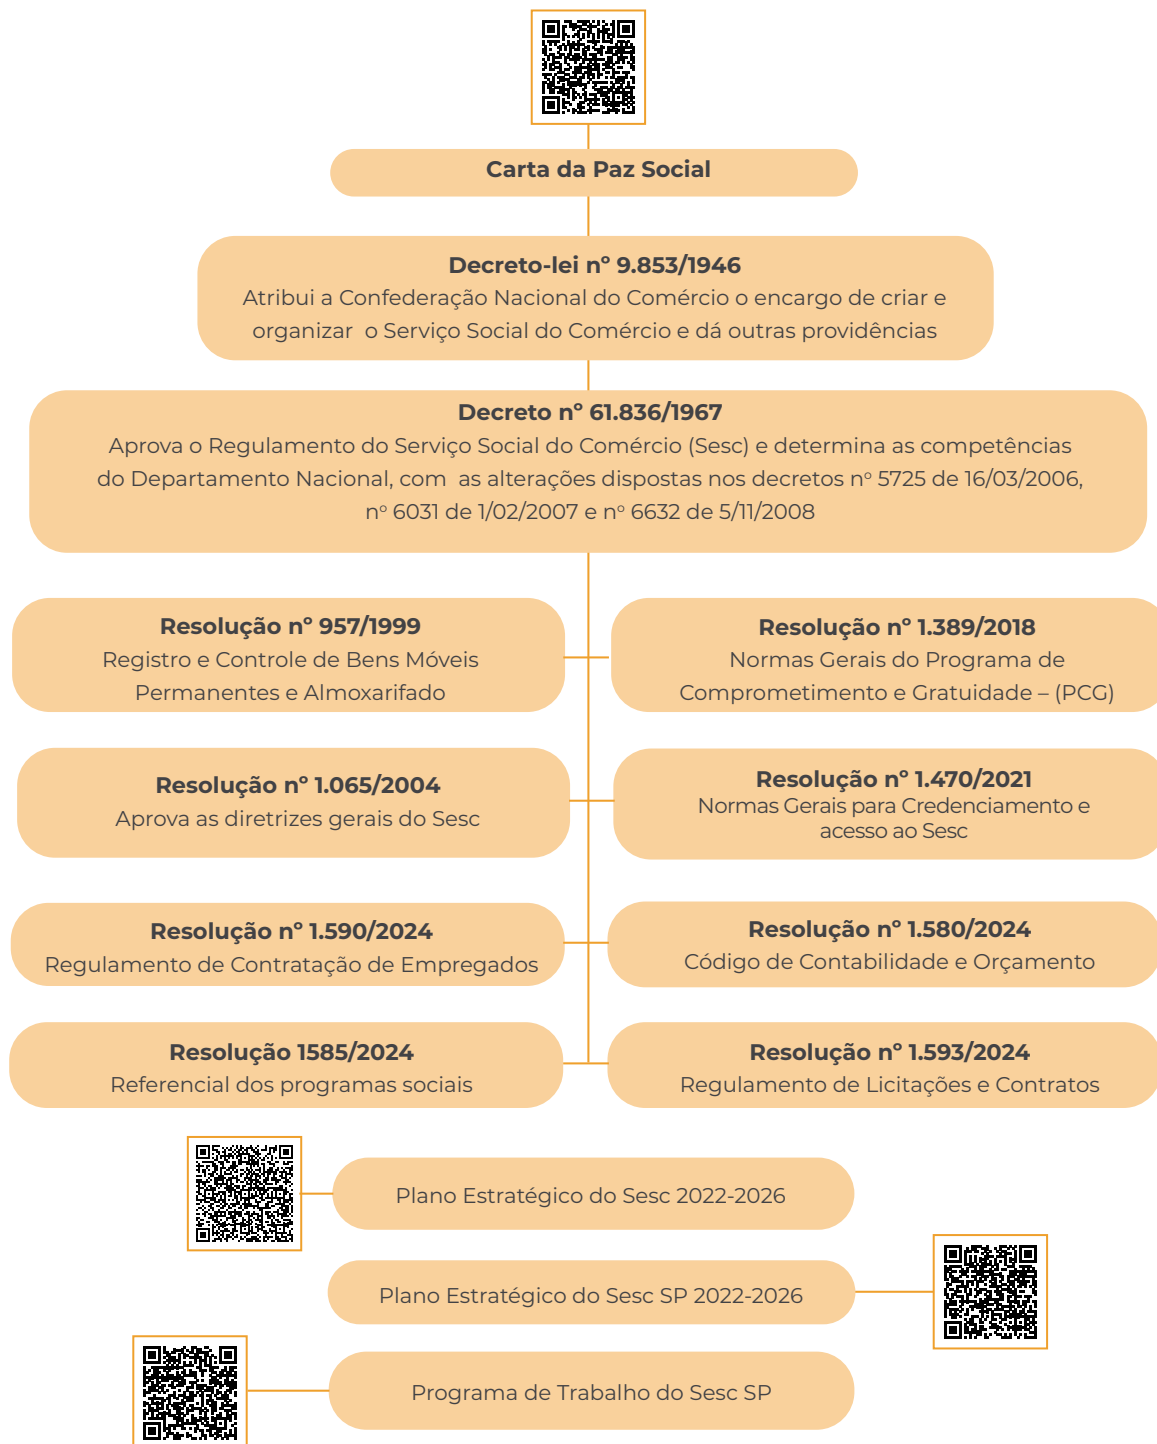 Carta da Paz Social
Decreto-lei nº 9.853/1946
Atribui a Confederação Nacional do Comércio o encargo de criar e
organizar o Serviço Social do Comércio e dá outras providências
Decreto nº 61.836/1967
Aprova o Regulamento do Serviço Social do Comércio (Sesc) e determina as competências
do Departamento Nacional, com as alterações dispostas nos decretos nº 5725 de 16/03/2006,
nº 6031 de 1/02/2007 e nº 6632 de 5/11/2008
Resolução nº 957/1999
Registro e Controle de Bens Móveis
Permanentes e Almoxarifado
Resolução nº 1.389/2018
Normas Gerais do Programa de
Comprometimento e Gratuidade – (PCG)
Resolução nº 1.065/2004
Aprova as diretrizes gerais do Sesc
Resolução nº 1.470/2021
Normas Gerais para Credenciamento e
acesso ao Sesc
Resolução nº 1.590/2024
Regulamento de Contratação de Empregados
Resolução nº 1.580/2024
Código de Contabilidade e Orçamento
Resolução 1585/2024
Referencial dos programas sociais
Resolução nº 1.593/2024
Regulamento de Licitações e Contratos
Plano Estratégico do Sesc 2022-2026
Plano Estratégico do Sesc SP 2022-2026
Programa de Trabalho do Sesc SP